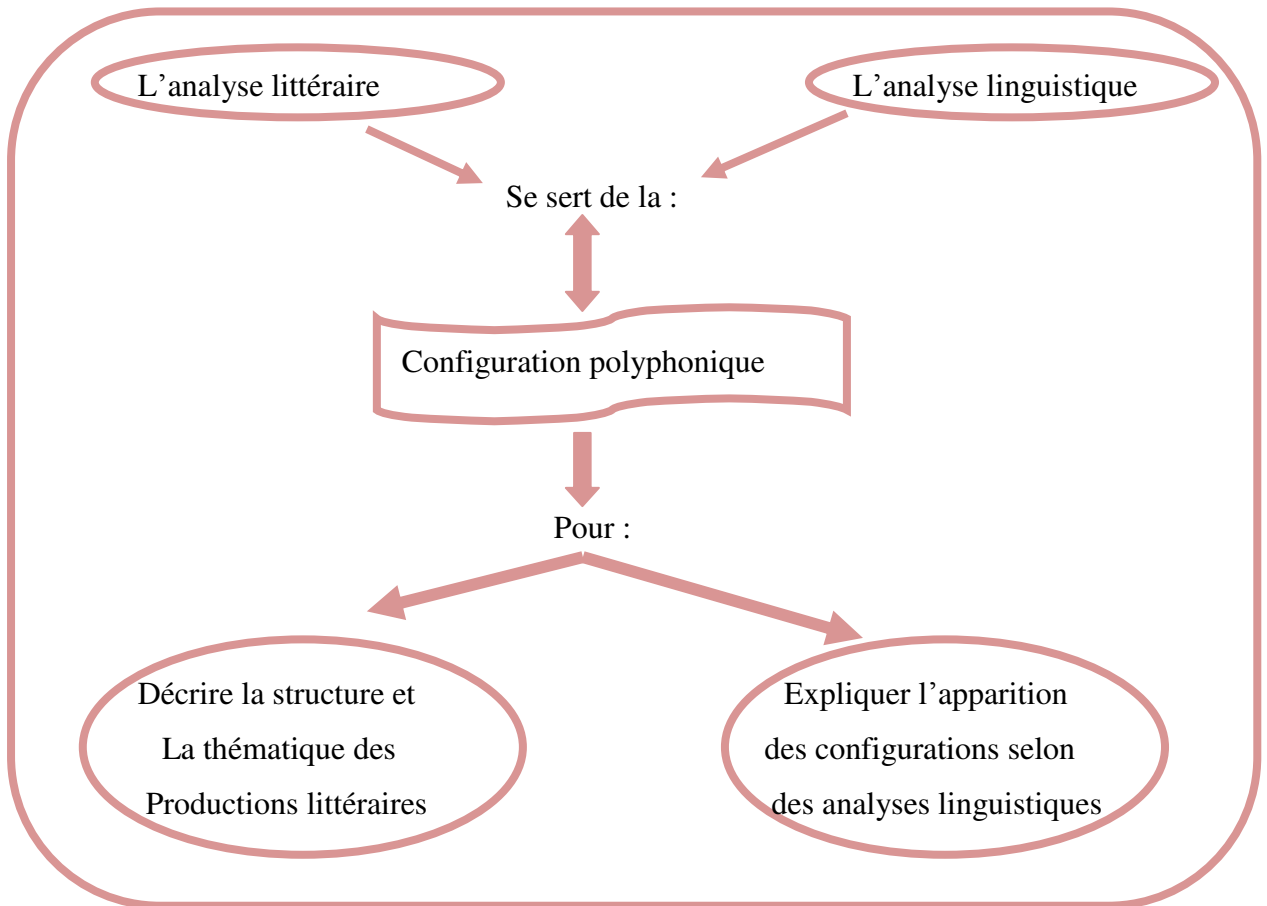 L’analyse littéraire
L’analyse linguistique
Se sert de la :
Configuration polyphonique
Pour :
Décrire la structure et
La thématique des
Productions littéraires
Expliquer l’apparition
des configurations selon
des analyses linguistiques